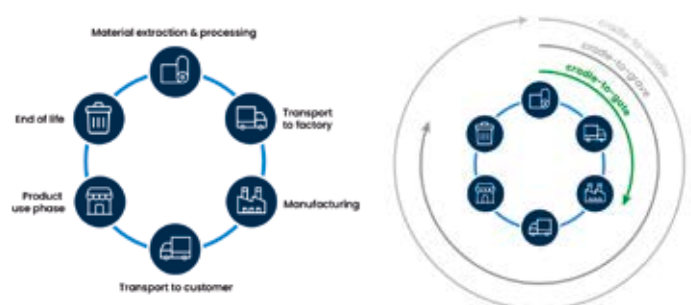 Material extraction & processing
End of life
Transport
to factory
Product
use phase
Manufacturing
Transport to customer
cradle-to-cradle
cradle-to-grave
cradle-to-gate